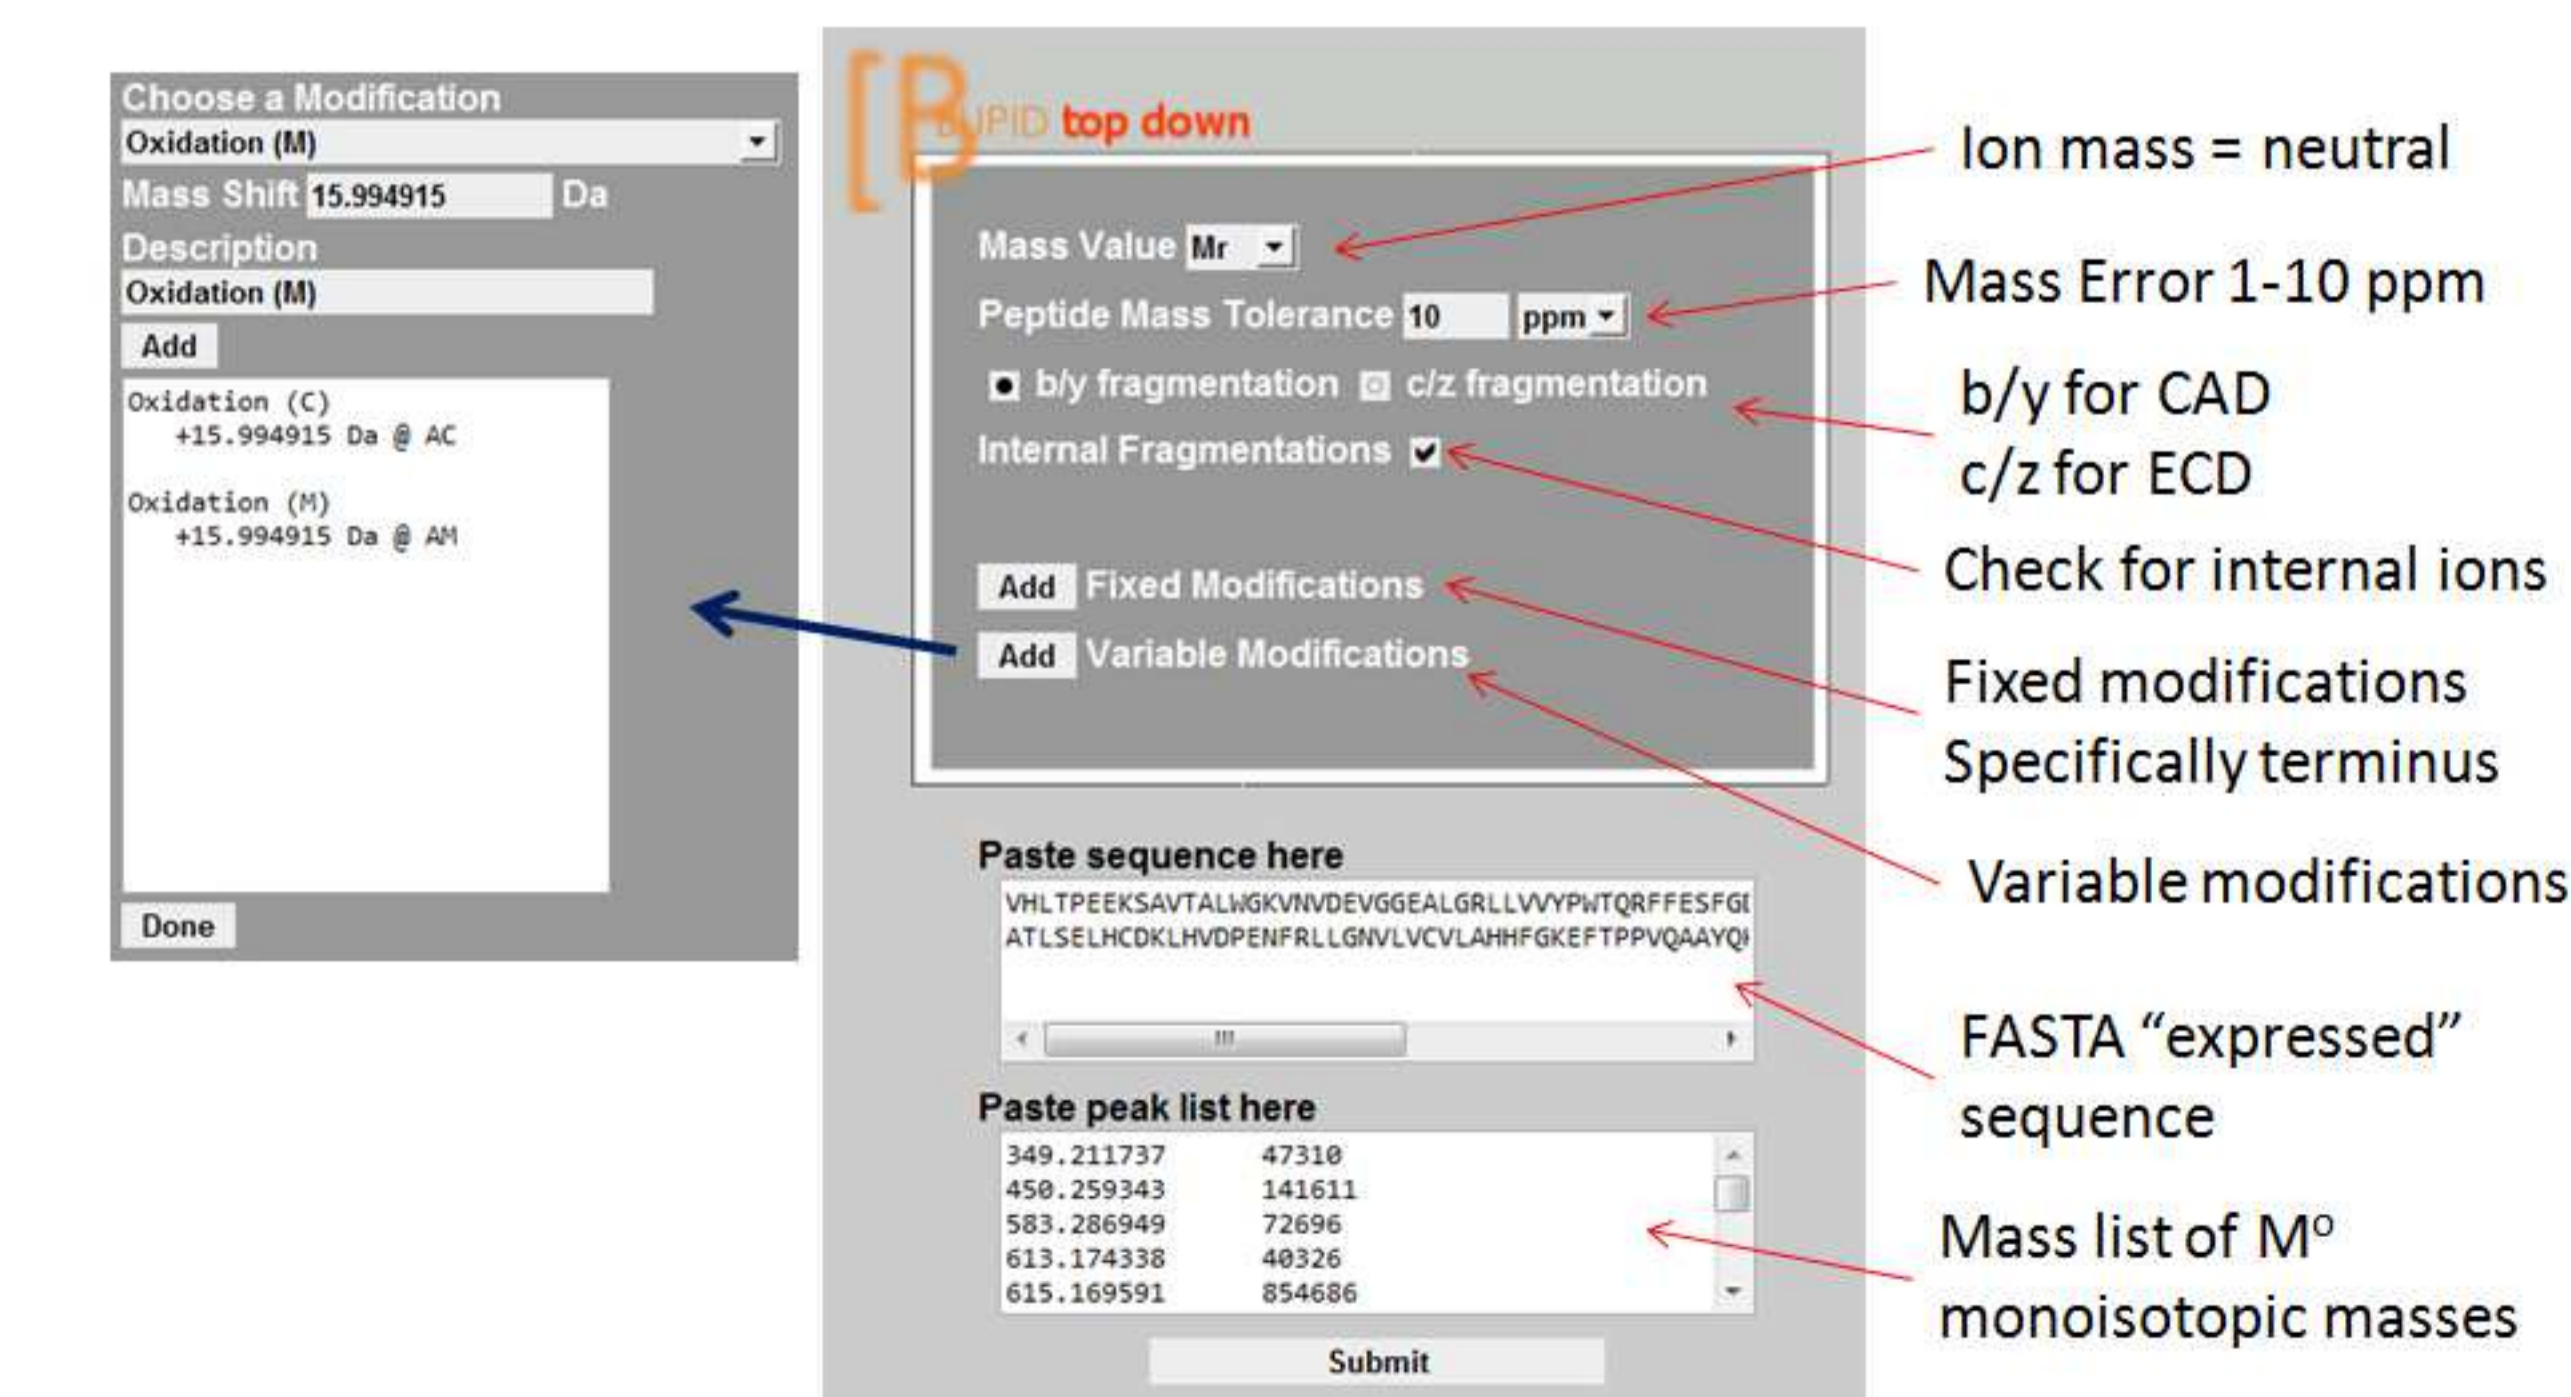 Choose a Modification
Oxidation (M)
Mass Shift 15.994915 Da
Description
Oxidation (M)
Add
Oxidation (C)
+15.994915 Da @ AC
Oxidation (M)
+15.994915 Da @ AM
Done
[BUPID top down
Mass Value Mr
Peptide Mass Tolerance 10 ppm
b/y fragmentation c/z fragmentation
Internal Fragmentations
Add Fixed Modifications
Add Variable Modifications
Paste sequence here
VHLTPEEKSAVTALWGKVNVDEVGGEALGRLLVVYPWTQRFFESFG
ATLSELHCDKLHVDPENFRLLGNVLVCVLAHHFGKEFTPPVQAAYQ
Paste peak list here
349.211737 47310
450.259343 141611
583.286949 72696
613.174338 40326
615.169591 854686
Submit
Ion mass = neutral
Mass Error 1-10 ppm
b/y for CAD
c/z for ECD
Check for internal ions
Fixed modifications
Specifically terminus
Variable modifications
FASTA “expressed”
sequence
Mass list of Mᵒ
monoisotopic masses